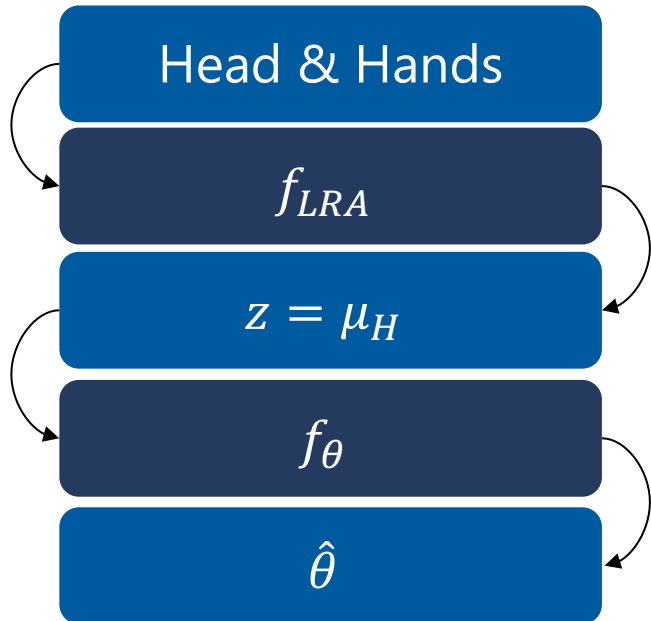 Head & Hands
f_{LRA}
z = μ_H
f_θ
θ̂